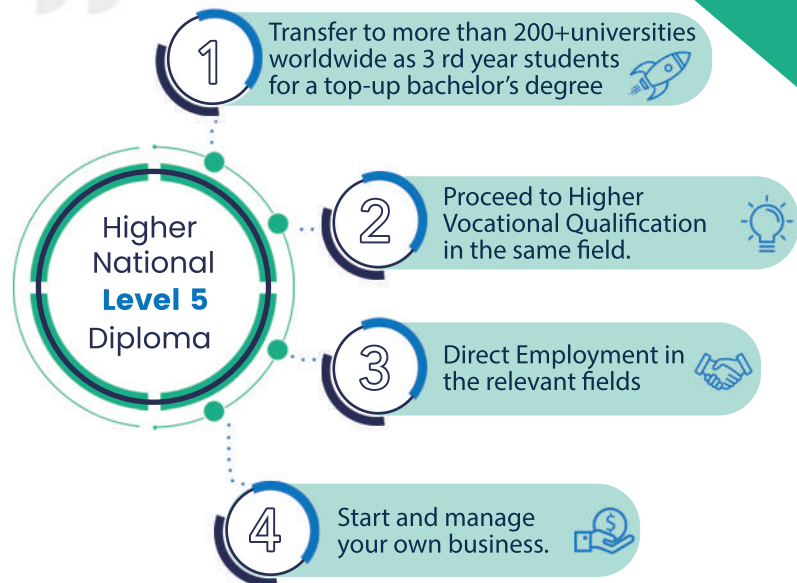 1
Transfer to more than 200+universities
worldwide as 3 rd year students
for a top-up bachelor's degree
Higher
National
Level 5
Diploma
2
Proceed to Higher
Vocational Qualification
in the same field.
3
Direct Employment in
the relevant fields
4
Start and manage
your own business.